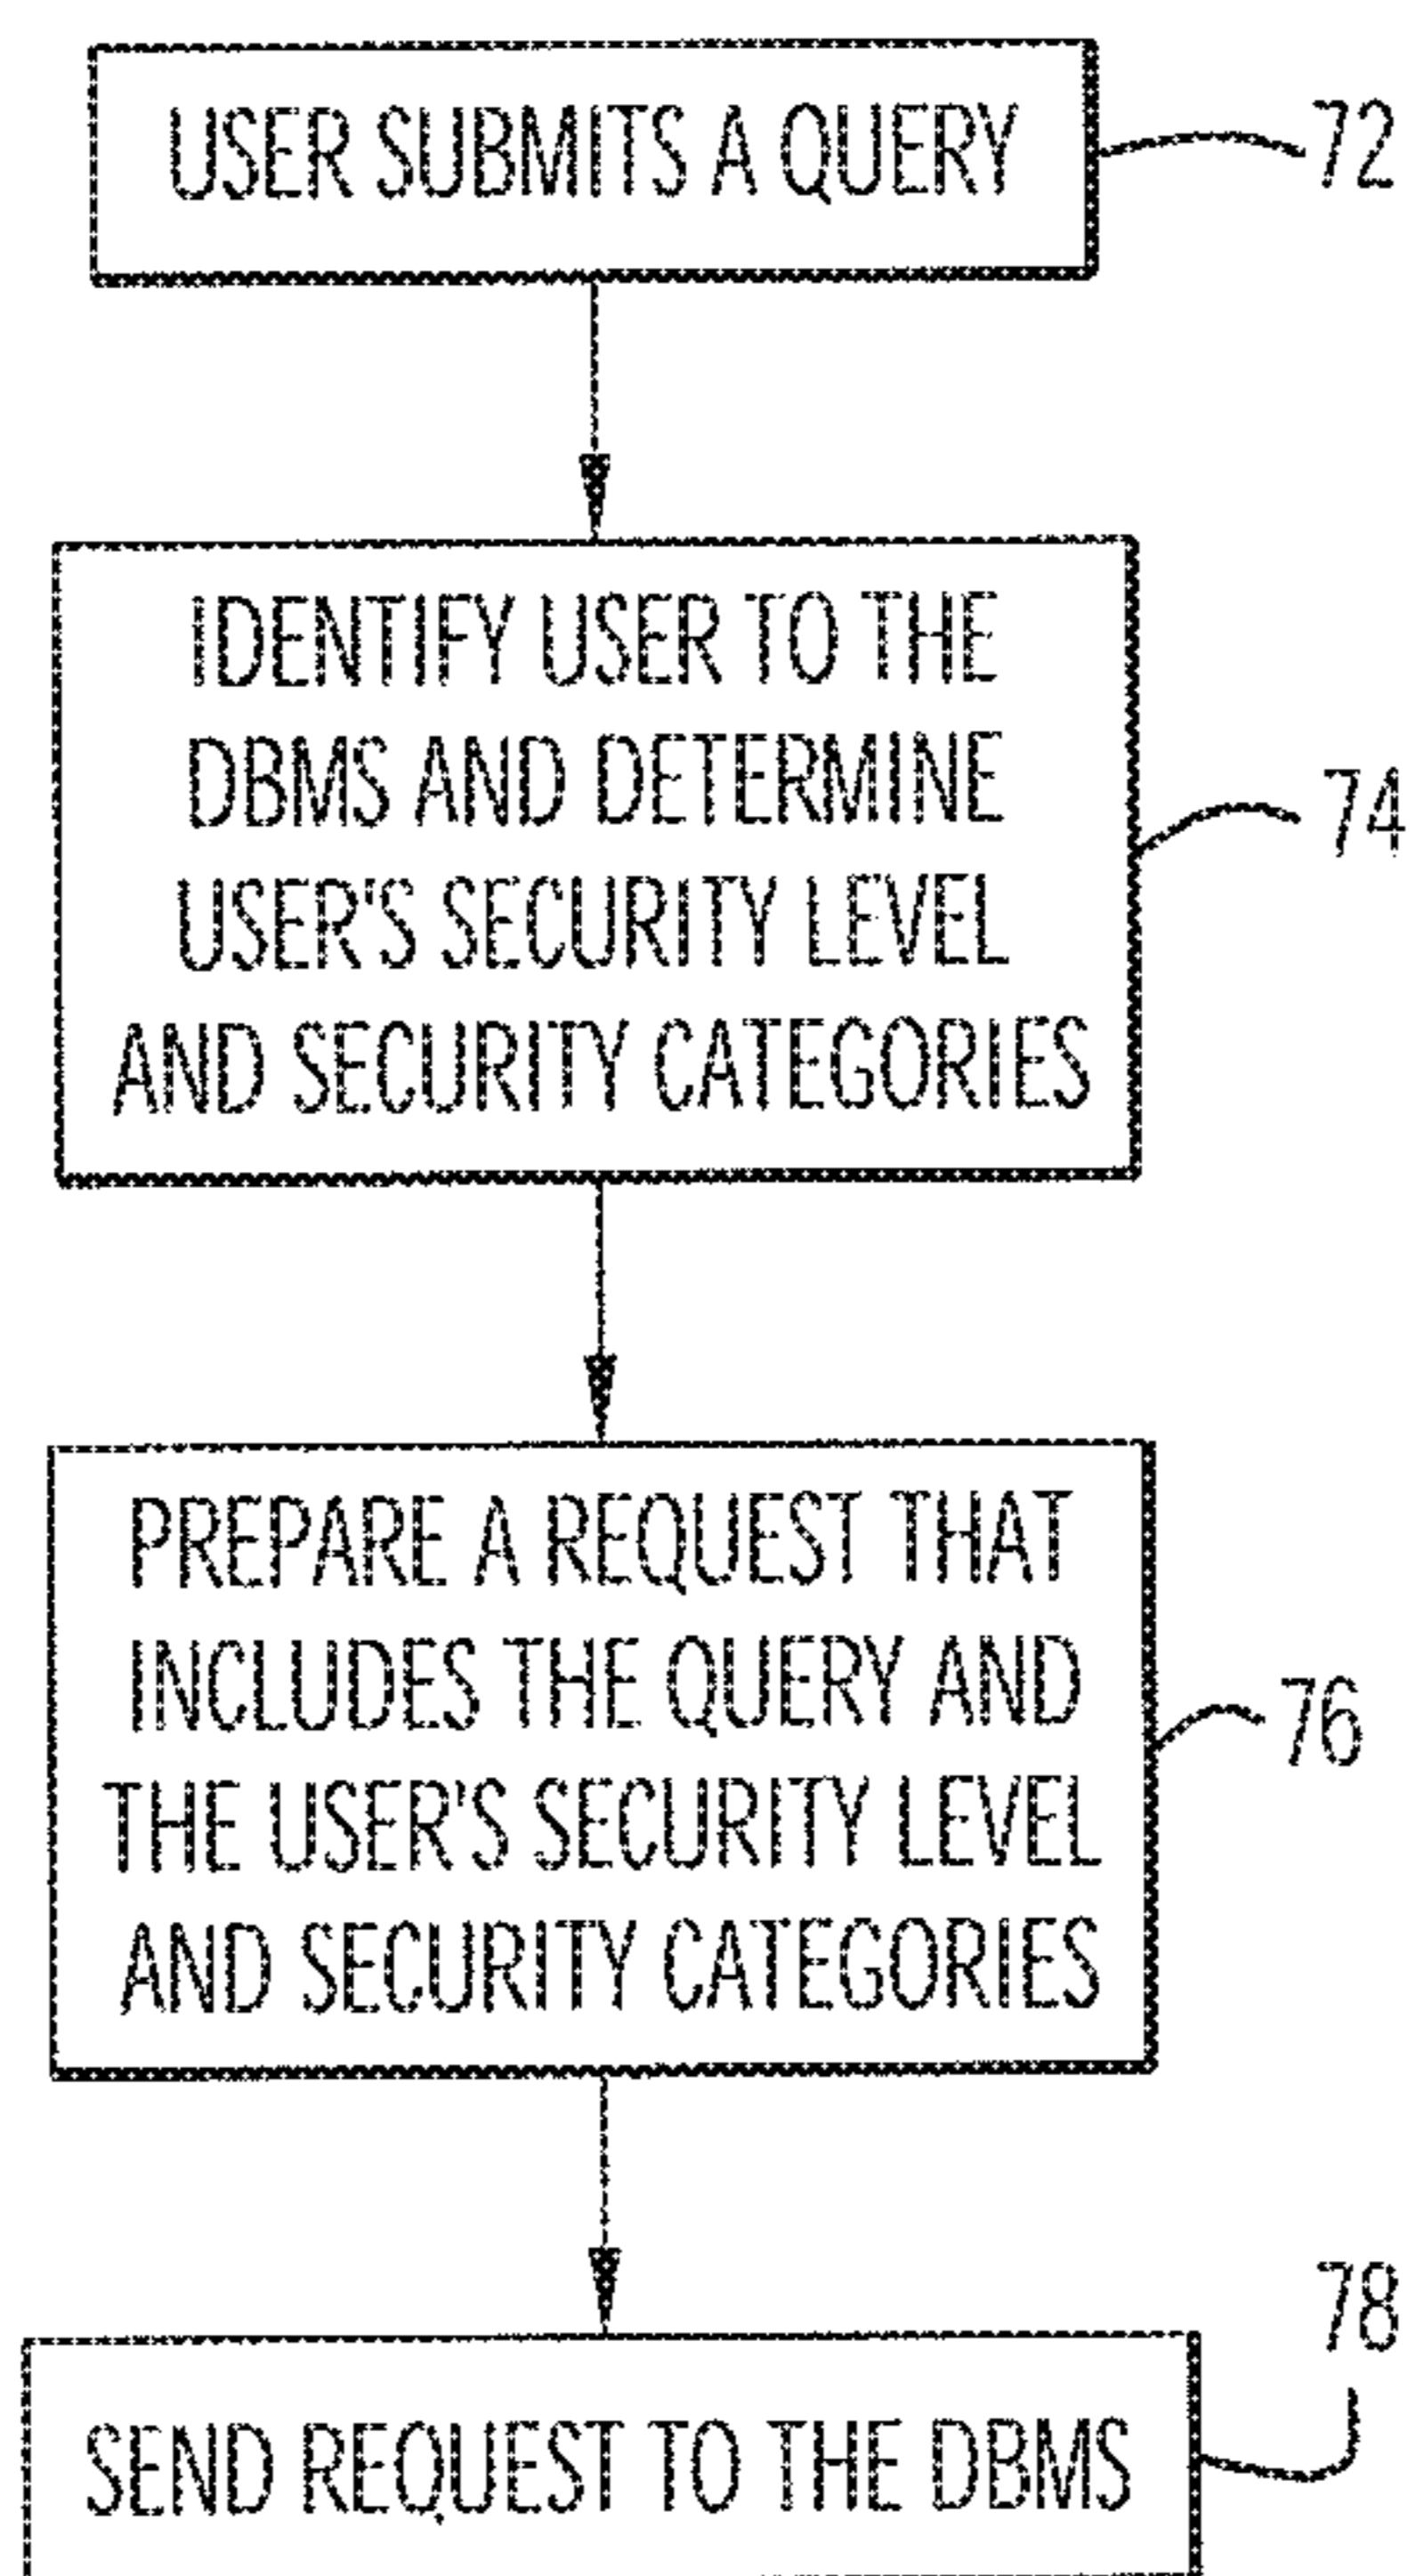 USER SUBMITS A QUERY
72
IDENTIFY USER TO THE
DBMS AND DETERMINE
USER'S SECURITY LEVEL
AND SECURITY CATEGORIES
74
PREPARE A REQUEST THAT
INCLUDES THE QUERY AND
THE USER'S SECURITY LEVEL
AND SECURITY CATEGORIES
76
SEND REQUEST TO THE DBMS
78